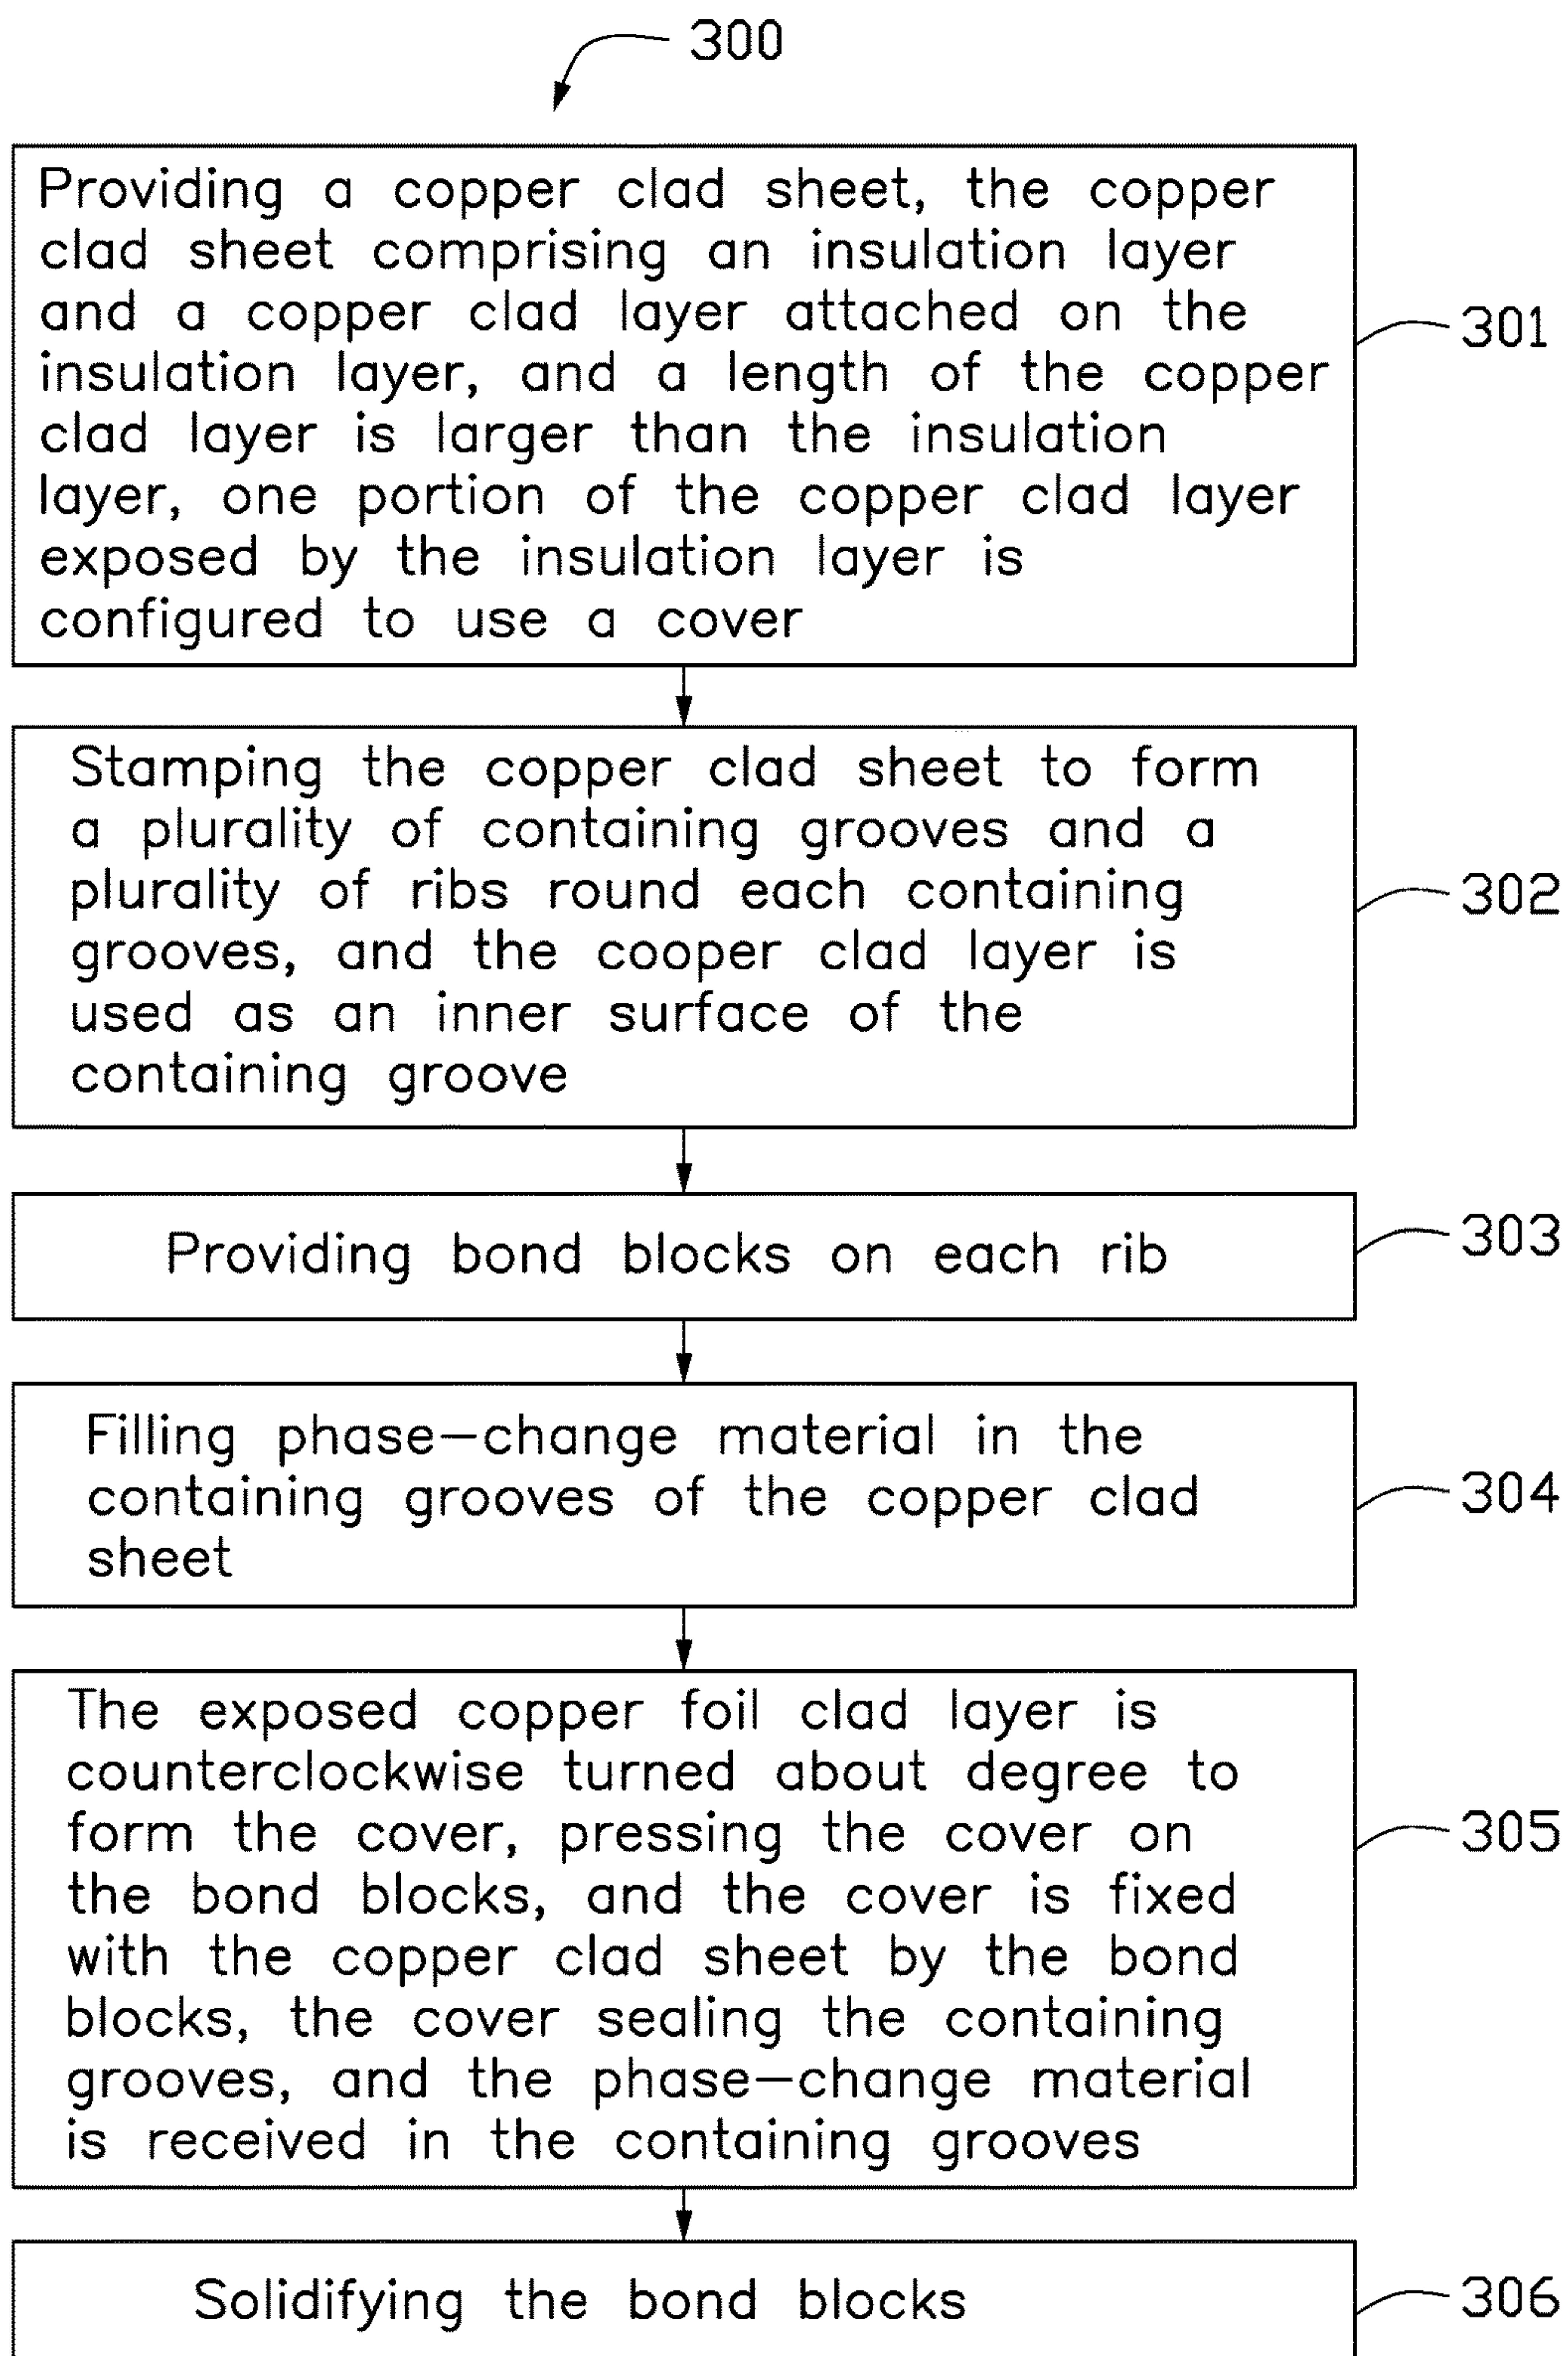 300
Providing a copper clad sheet, the copper
clad sheet comprising an insulation layer
and a copper clad layer attached on the
insulation layer, and a length of the copper
clad layer is larger than the insulation
layer, one portion of the copper clad layer
exposed by the insulation layer is
configured to use a cover
301
Stamping the copper clad sheet to form
a plurality of containing grooves and a
plurality of ribs round each containing
grooves, and the cooper clad layer is
used as an inner surface of the
containing groove
302
Providing bond blocks on each rib
303
Filling phase-change material in the
containing grooves of the copper clad
sheet
304
The exposed copper foil clad layer is
counterclockwise turned about degree to
form the cover, pressing the cover on
the bond blocks, and the cover is fixed
with the copper clad sheet by the bond
blocks, the cover sealing the containing
grooves, and the phase-change material
is received in the containing grooves
305
Solidifying the bond blocks
306